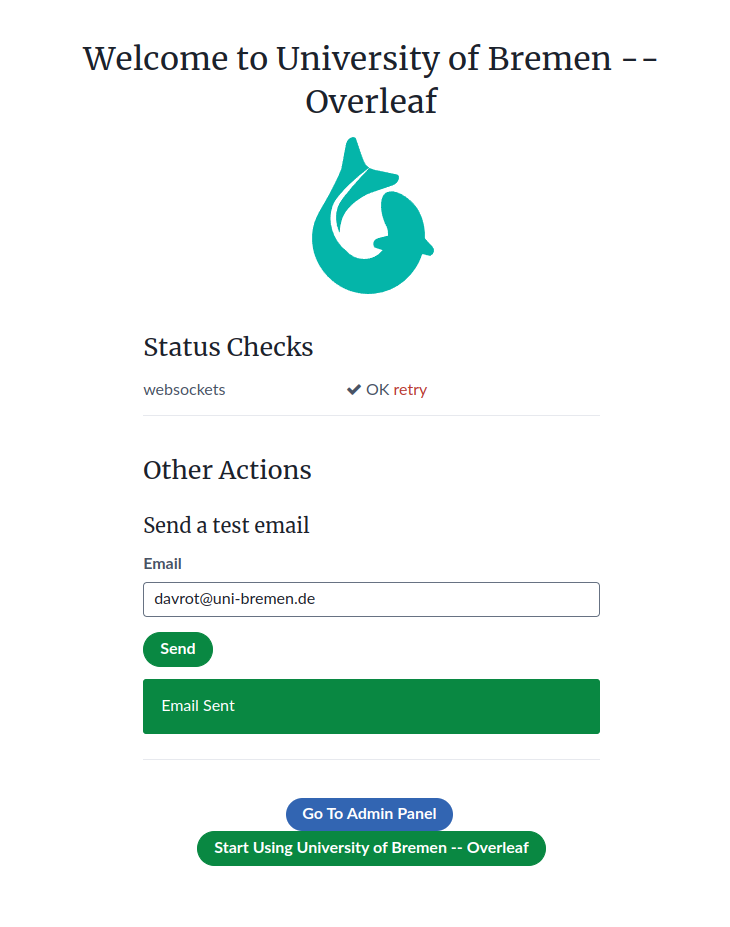 Welcome to University of Bremen --
Overleaf
Status Checks
websockets OK retry
Other Actions
Send a test email
Email
davrot@uni-bremen.de
Send
Email Sent
Go To Admin Panel
Start Using University of Bremen -- Overleaf